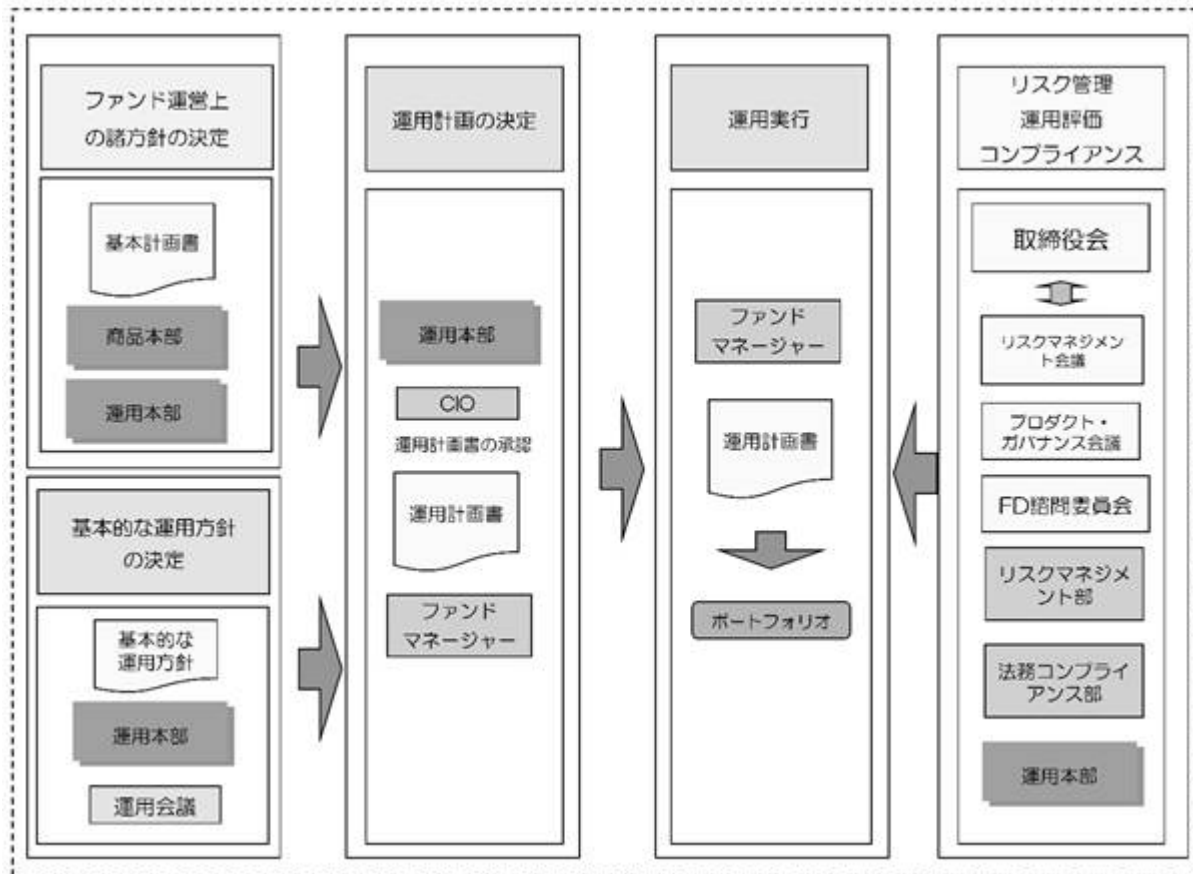 ファンド運営上
の諸方針の決定
基本計画書
商品本部
運用本部
基本的な運用方針
の決定
基本的な
運用方針
運用本部
運用会議
運用計画の決定
運用本部
CIO
運用計画書の承認
運用計画書
ファンド
マネージャー
運用実行
ファンド
マネージャー
運用計画書
ポートフォリオ
リスク管理
運用評価
コンプライアンス
取締役会
リスクマネジメン
ト会議
プロダクト・
ガバナンス会議
FD諮問委員会
リスクマネジメ
ント部
法務コンプライ
アンス部
運用本部